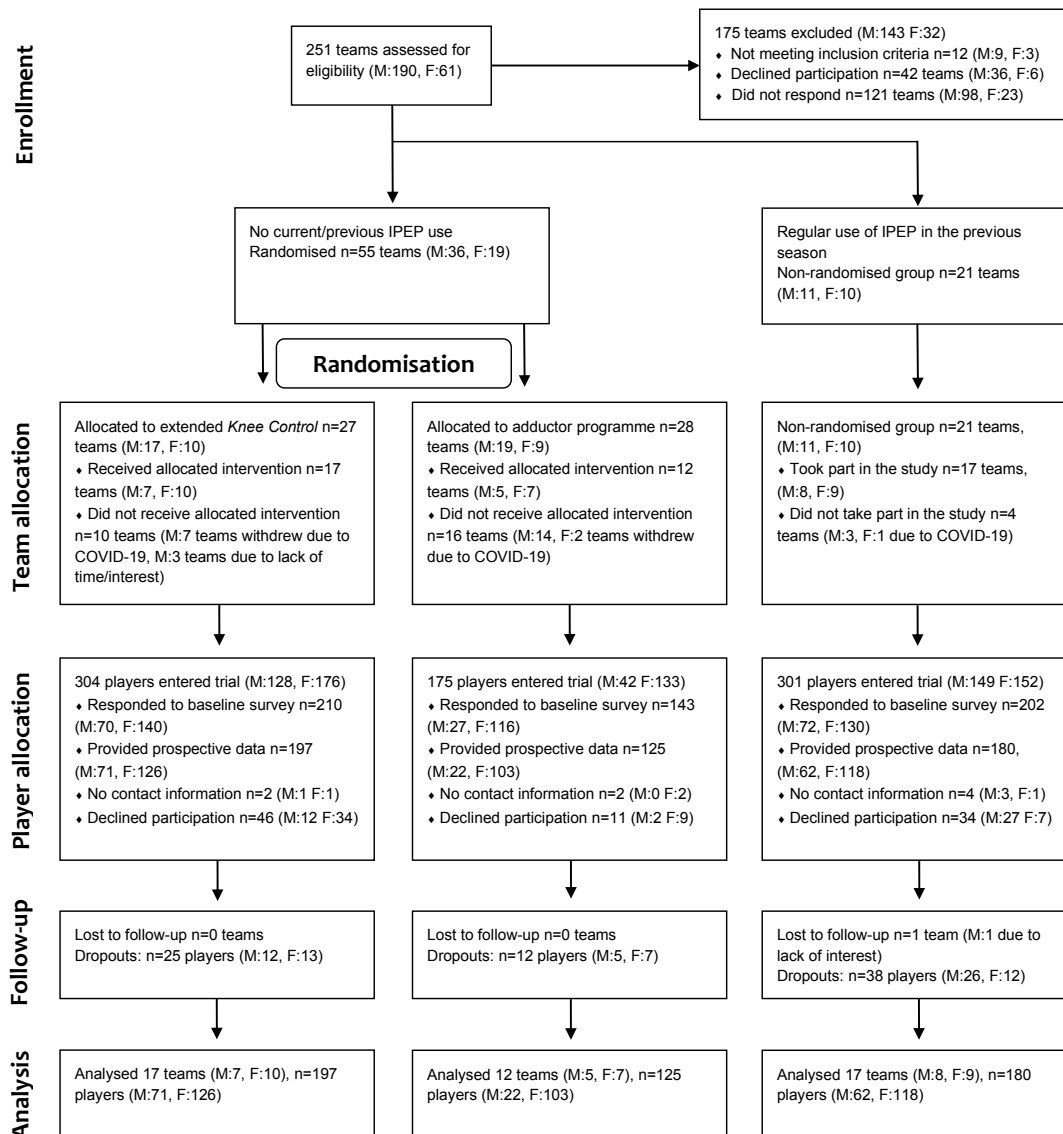 Enrollment
251 teams assessed for
eligibility (M:190, F:61)
175 teams excluded (M:143 F:32)
♦ Not meeting inclusion criteria n=12 (M:9, F:3)
♦ Declined participation n=42 teams (M:36, F:6)
♦ Did not respond n=121 teams (M:98, F:23)
No current/previous IPEP use
Randomised n=55 teams (M:36, F:19)
Regular use of IPEP in the previous
season
Non-randomised group n=21 teams
(M:11, F:10)
Randomisation
Team allocation
Allocated to extended Knee Control n=27
teams (M:17, F:10)
♦ Received allocated intervention n=17
teams (M:7, F:10)
♦ Did not receive allocated intervention
n=10 teams (M:7 teams withdrew due to
COVID-19, M:3 teams due to lack of
time/interest)
Allocated to adductor programme n=28
teams (M:19, F:9)
♦ Received allocated intervention n=12
teams (M:5, F:7)
♦ Did not receive allocated intervention
n=16 teams (M:14, F:2 teams withdrew
due to COVID-19)
Non-randomised group n=21 teams,
(M:11, F:10)
♦ Took part in the study n=17 teams,
(M:8, F:9)
♦ Did not take part in the study n=4
teams (M:3, F:1 due to COVID-19)
Player allocation
304 players entered trial (M:128, F:176)
♦ Responded to baseline survey n=210
(M:70, F:140)
♦ Provided prospective data n=197
(M:71, F:126)
♦ No contact information n=2 (M:1 F:1)
♦ Declined participation n=46 (M:12 F:34)
175 players entered trial (M:42 F:133)
♦ Responded to baseline survey n=143
(M:27, F:116)
♦ Provided prospective data n=125
(M:22, F:103)
♦ No contact information n=2 (M:0 F:2)
♦ Declined participation n=11 (M:2 F:9)
301 players entered trial (M:149 F:152)
♦ Responded to baseline survey n=202
(M:72, F:130)
♦ Provided prospective data n=180,
(M:62, F:118)
♦ No contact information n=4 (M:3, F:1)
♦ Declined participation n=34 (M:27 F:7)
Follow-up
Lost to follow-up n=0 teams
Dropouts: n=25 players (M:12, F:13)
Lost to follow-up n=0 teams
Dropouts: n=12 players (M:5, F:7)
Lost to follow-up n=1 team (M:1 due to
lack of interest)
Dropouts: n=38 players (M:26, F:12)
Analysis
Analysed 17 teams (M:7, F:10), n=197
players (M:71, F:126)
Analysed 12 teams (M:5, F:7), n=125
players (M:22, F:103)
Analysed 17 teams (M:8, F:9), n=180
players (M:62, F:118)